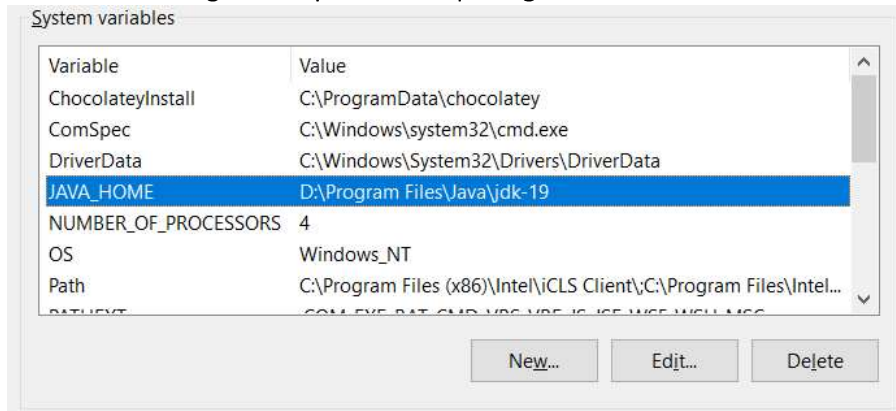 System variables
Variable Value
ChocolateyInstall C:\ProgramData\chocolatey
ComSpec C:\Windows\system32\cmd.exe
DriverData C:\Windows\System32\Drivers\DriverData
JAVA_HOME D:\Program Files\Java\jdk-19
NUMBER_OF_PROCESSORS 4
OS Windows_NT
Path C:\Program Files (x86)\Intel\iCLS Client\;C:\Program Files\Intel...
New... Edit... Delete